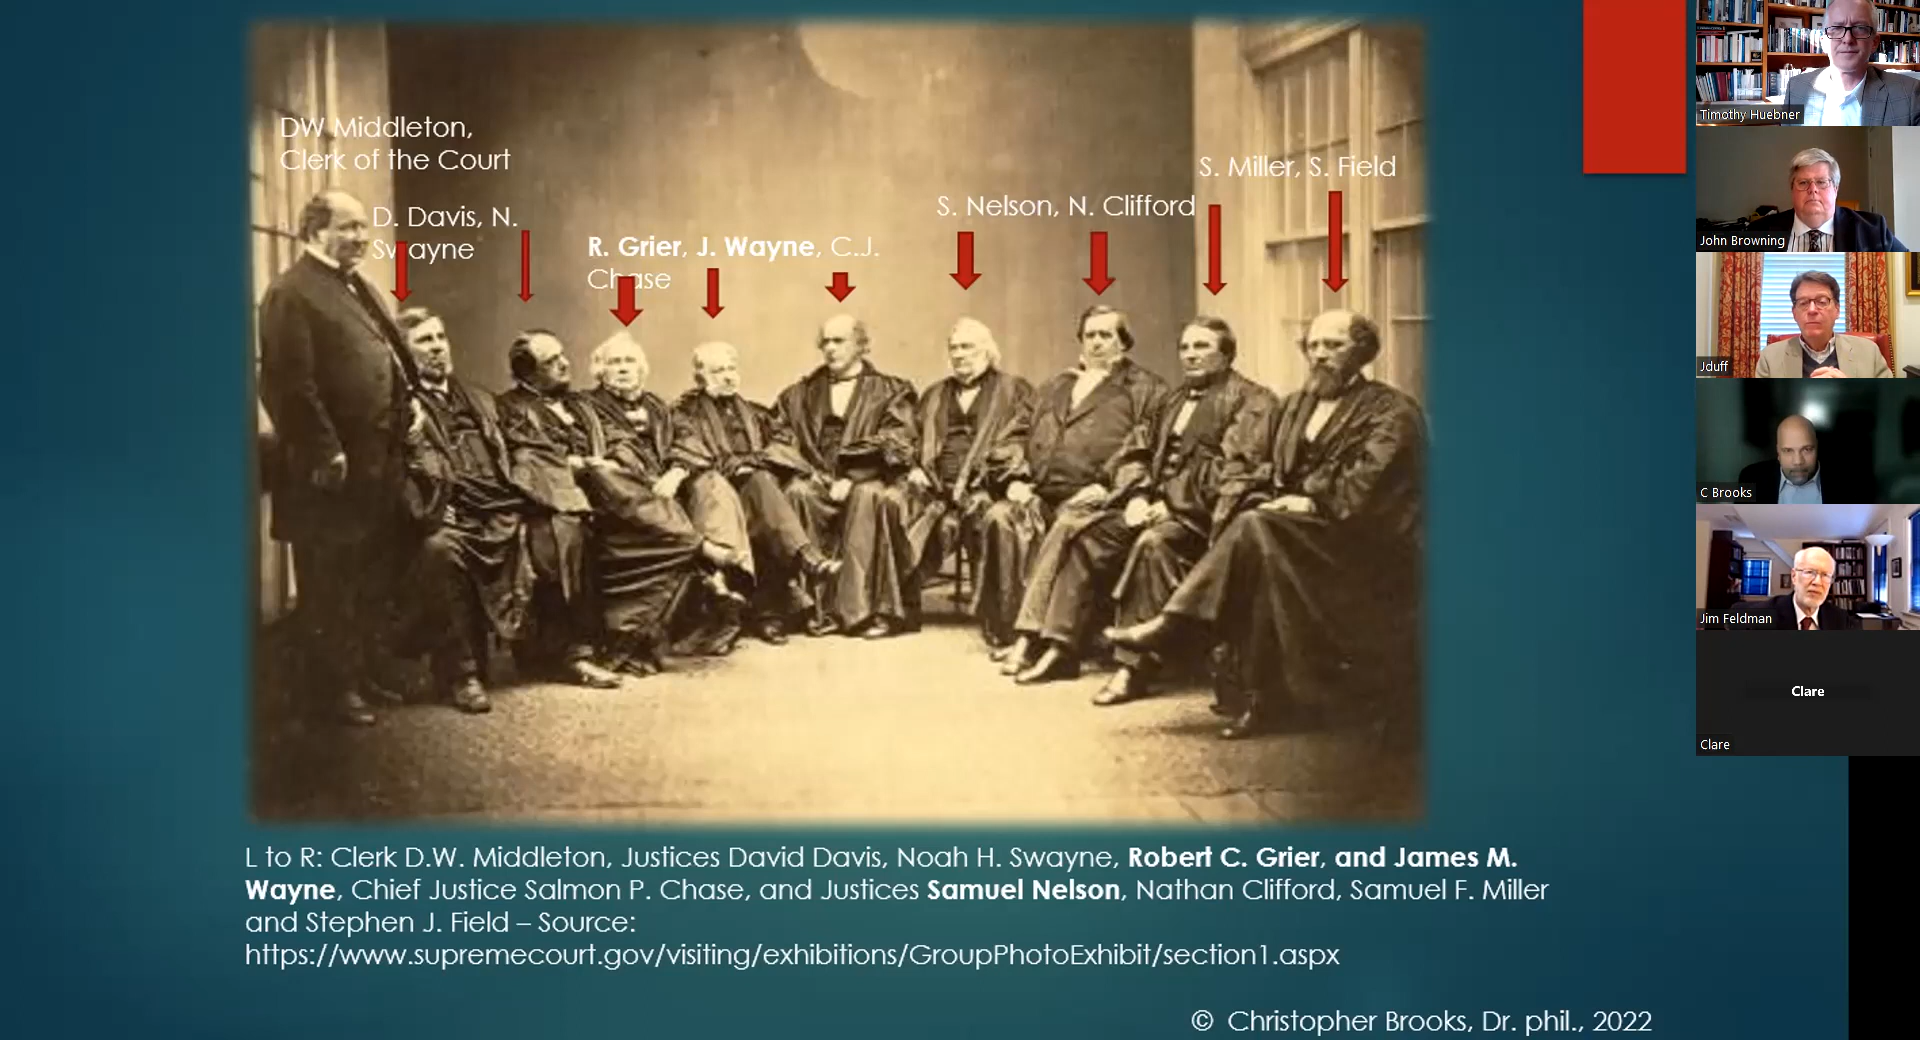 DW Middleton,
Clerk of the Court
D. Davis, N.
Swayne
R. Grier, J. Wayne, C.J.
Chase
S. Nelson, N. Clifford
S. Miller, S. Field
L to R: Clerk D.W. Middleton, Justices David Davis, Noah H. Swayne, Robert C. Grier, and James M.
Wayne, Chief Justice Salmon P. Chase, and Justices Samuel Nelson, Nathan Clifford, Samuel F. Miller
and Stephen J. Field – Source:
https://www.supremecourt.gov/visiting/exhibitions/GroupPhotoExhibit/section1.aspx
© Christopher Brooks, Dr. phil., 2022
Timothy Huebner
John Browning
Jduff
C Brooks
Jim Feldman
Clare
Clare